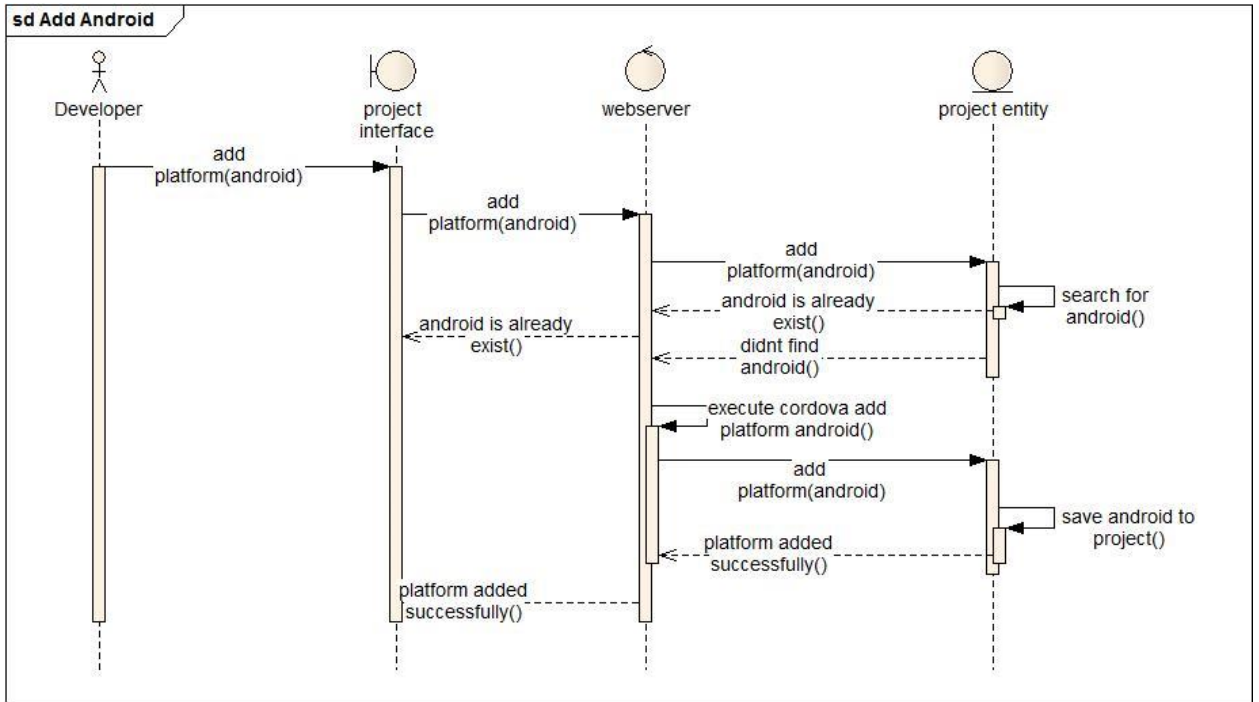 sd Add Android
Developer
project
interface
webserver
project entity
add
platform(android)
add
platform(android)
add
platform(android)
search for
android()
android is already
exist()
android is already
exist()
didnt find
android()
execute cordova add
platform android()
add
platform(android)
save android to
project()
platform added
successfully()
platform added
successfully()